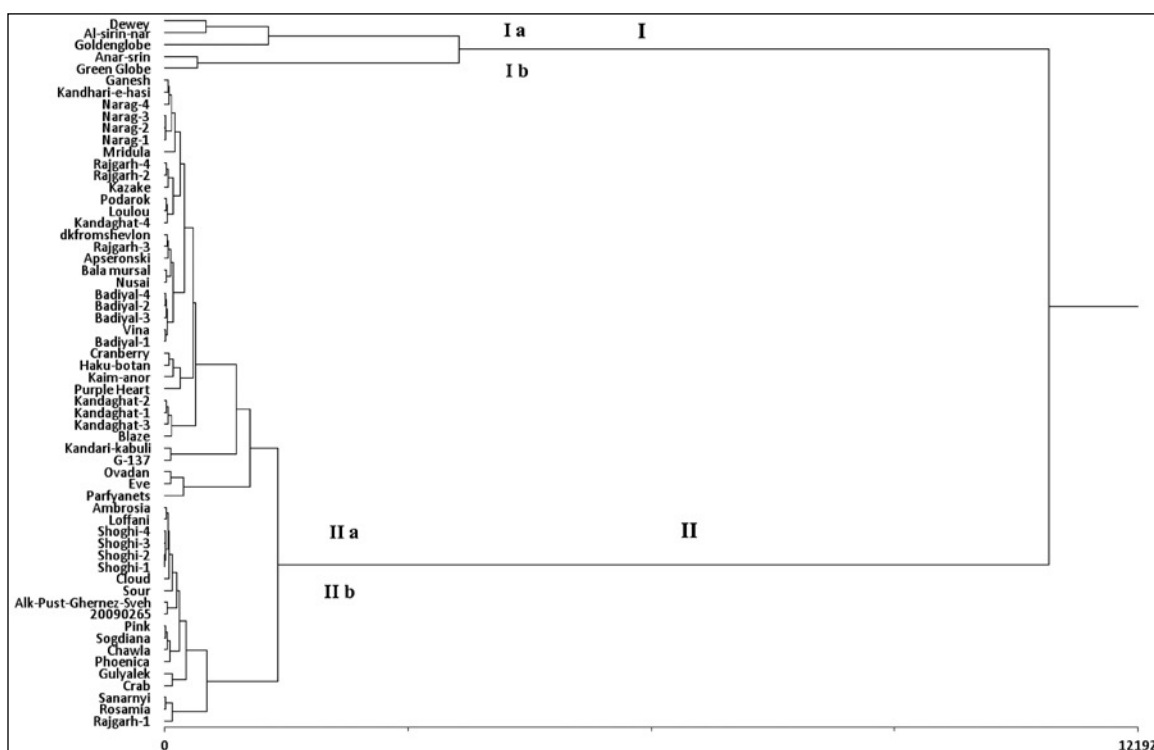 Dewey
Al-sirin-nar
Goldenglobe
Anar-srin
Green Globe
Ganesh
Kandhari-e-hasi
Narag-4
Narag-3
Narag-2
Narag-1
Mridula
Rajgarh-4
Rajgarh-2
Kazake
Podarok
Loulou
Kandaghat-4
dkfromshevlon
Rajgarh-3
Apseronski
Bala mursal
Nusai
Badiyal-4
Badiyal-2
Badiyal-3
Vina
Badiyal-1
Cranberry
Haku-botan
Kaim-anor
Purple Heart
Kandaghat-2
Kandaghat-1
Kandaghat-3
Blaze
Kandari-kabuli
G-137
Ovadan
Eve
Parfyanets
Ambrosia
Loffani
Shoghi-4
Shoghi-3
Shoghi-2
Shoghi-1
Cloud
Sour
Alk-Pust-Ghernez-Sveh
20090265
Pink
Sogdiana
Chawla
Phoenica
Gulyalek
Crab
Sanarnyi
Rosamia
Rajgarh-1
I a
I
I b
II a
II
II b
0
12192